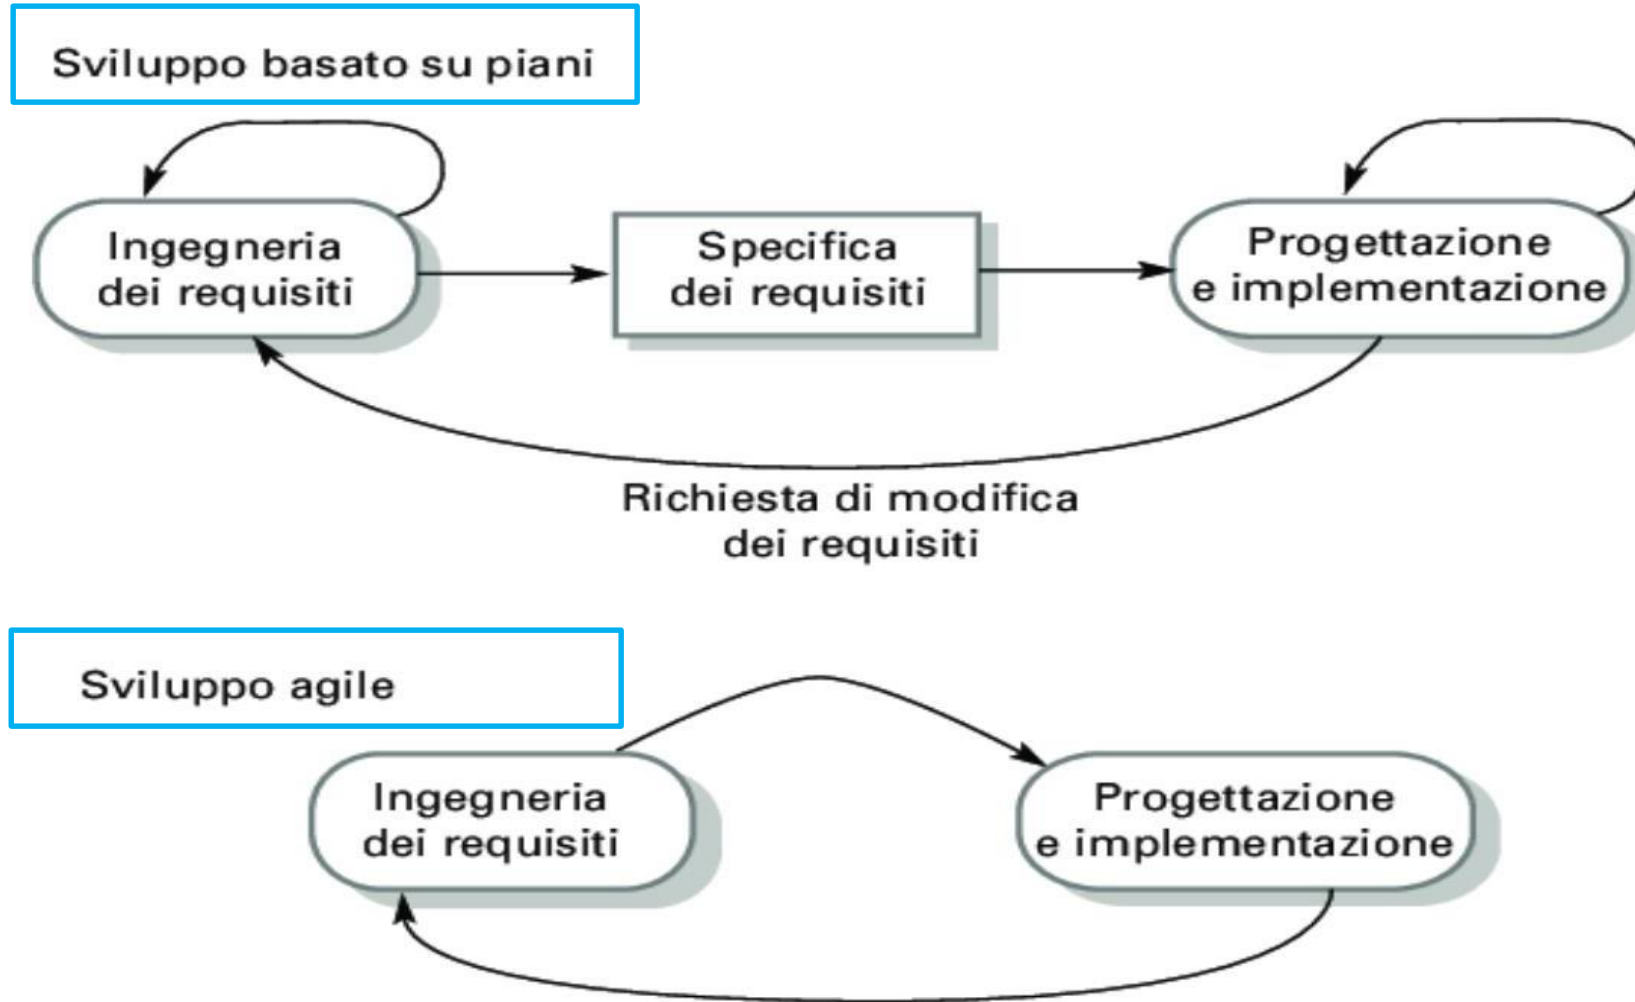 Sviluppo basato su piani
Ingegneria
dei requisiti
Specifica
dei requisiti
Progettazione
e implementazione
Richiesta di modifica
dei requisiti
Sviluppo agile
Ingegneria
dei requisiti
Progettazione
e implementazione